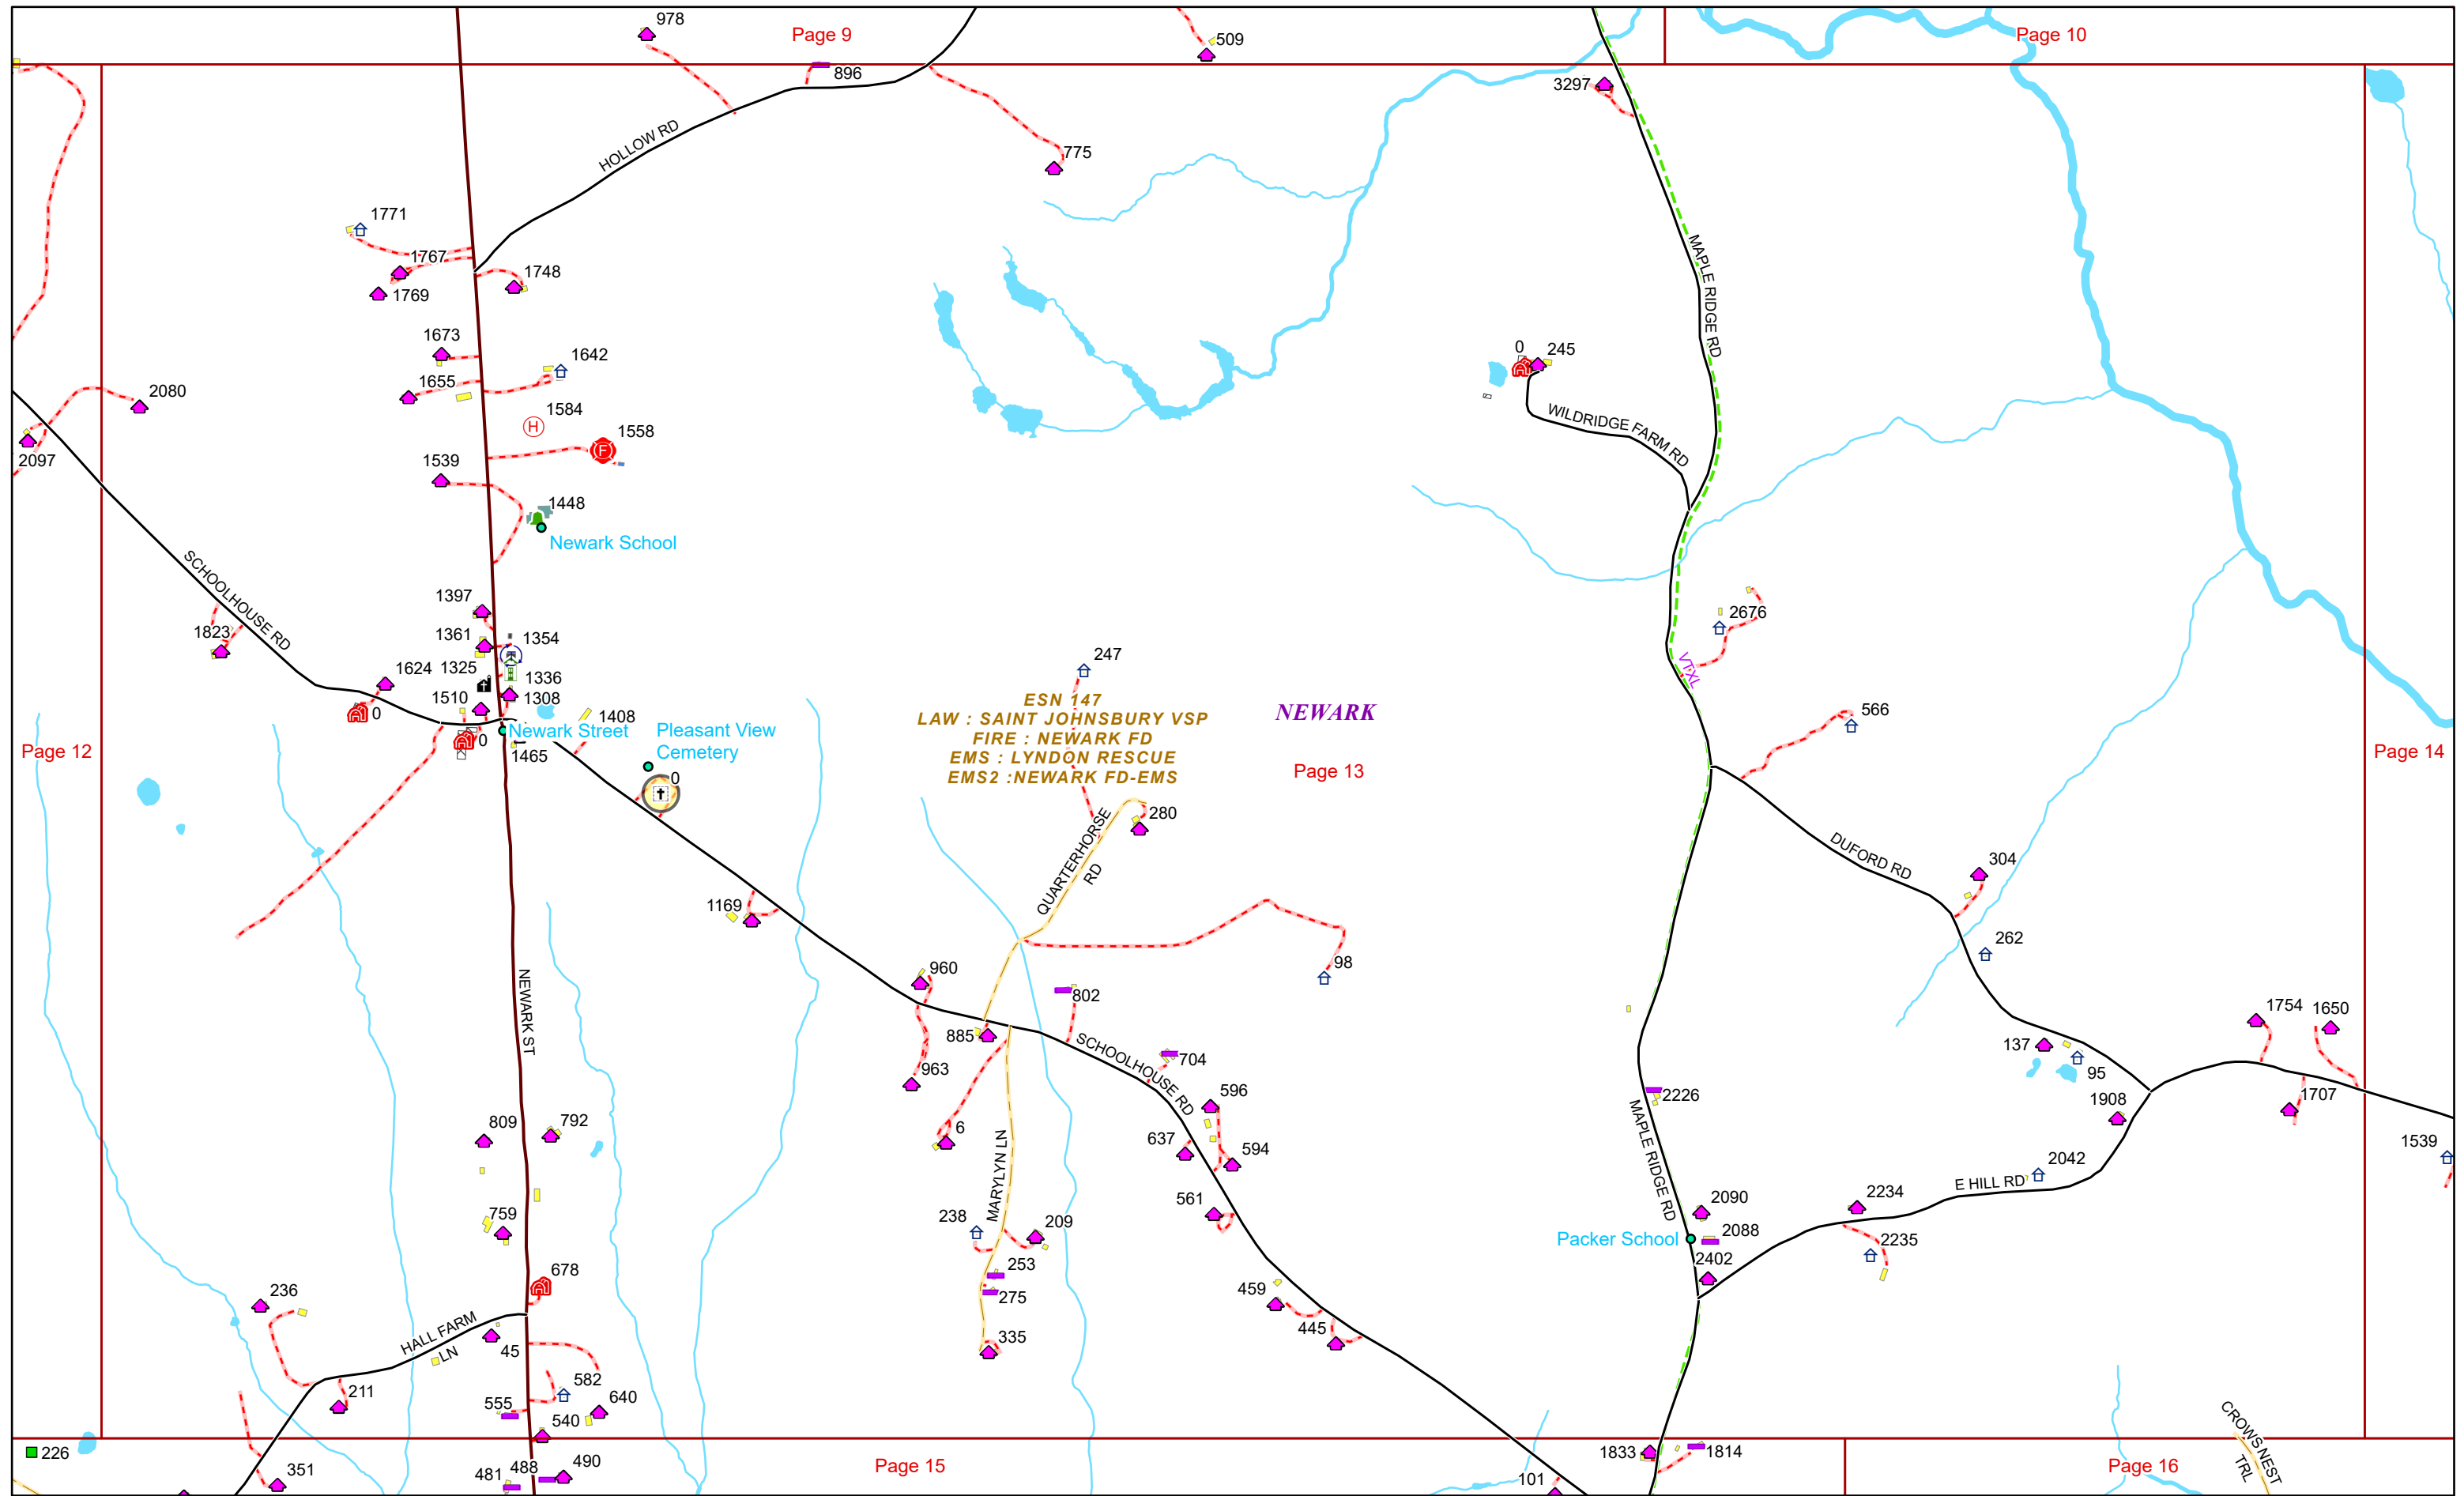 978
Page 9
509
Page 10
896
3297
HOLLOW RD
775
1771
1767
1748
1769
MAPLE RIDGE RD
1673
1642
0
245
1655
2080
1584
H
WILDRIDGE FARM RD
1558
F
2097
1539
1448
Newark School
SCHOOLHOUSE RD
1397
1823
1361
1354
2676
1624
1325
1336
247
VTXL
1510
1308
ESN 147
LAW : SAINT JOHNSBURY VSP
FIRE : NEWARK FD
EMS : LYNDON RESCUE
EMS2 :NEWARK FD-EMS
NEWARK
566
0
1408
Newark Street
Pleasant View
Cemetery
0
1465
Page 12
Page 13
Page 14
0
280
QUARTERHORSE
RD
DUFORD RD
304
1169
262
960
98
802
NEWARK ST
885
SCHOOLHOUSE RD
704
1754
1650
137
95
963
596
2226
1707
1908
809
792
6
637
594
MARYLYN LN
MAPLE RIDGE RD
1539
2042
E HILL RD
561
2234
2090
759
238
209
Packer School
2088
2235
2402
253
678
236
275
459
HALL FARM
LN
45
335
445
582
211
555
640
540
CROWS NEST
TRL
226
351
481
488
490
Page 15
101
1833
1814
Page 16